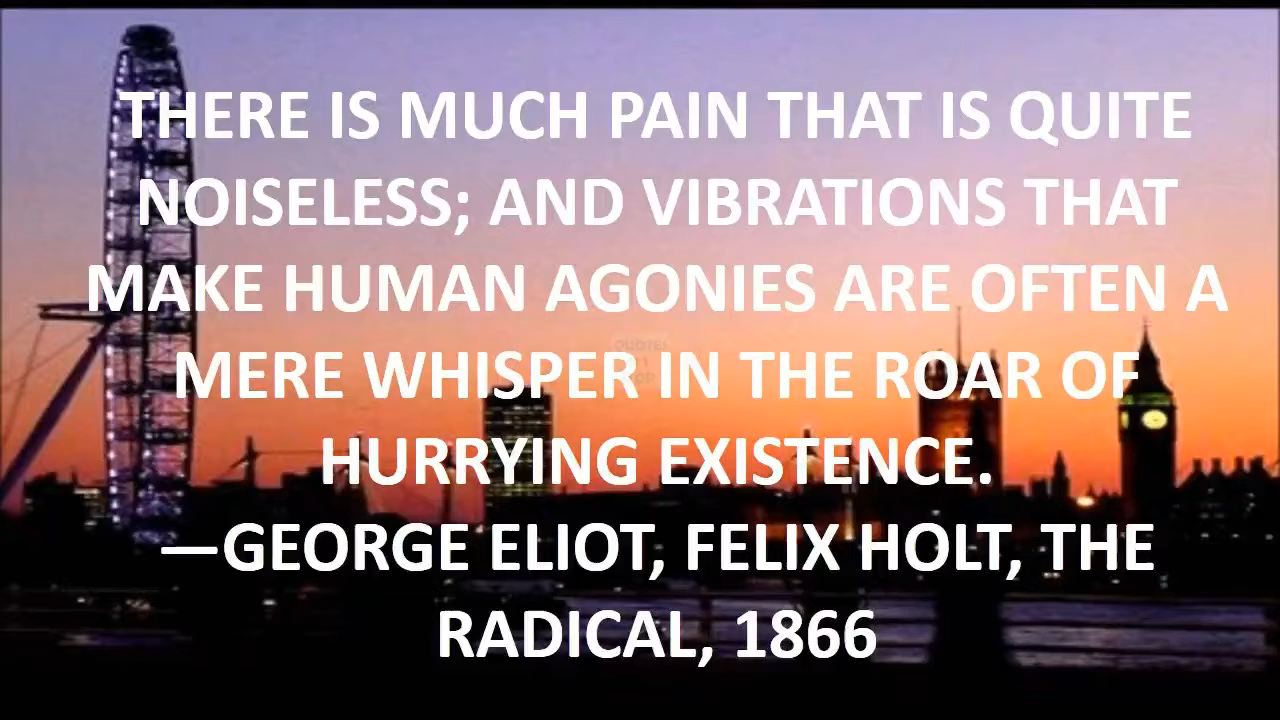 THERE IS MUCH PAIN THAT IS QUITE
NOISELESS; AND VIBRATIONS THAT
MAKE HUMAN AGONIES ARE OFTEN A
MERE WHISPER IN THE ROAR OF
HURRYING EXISTENCE.
—GEORGE ELIOT, FELIX HOLT, THE
RADICAL, 1866